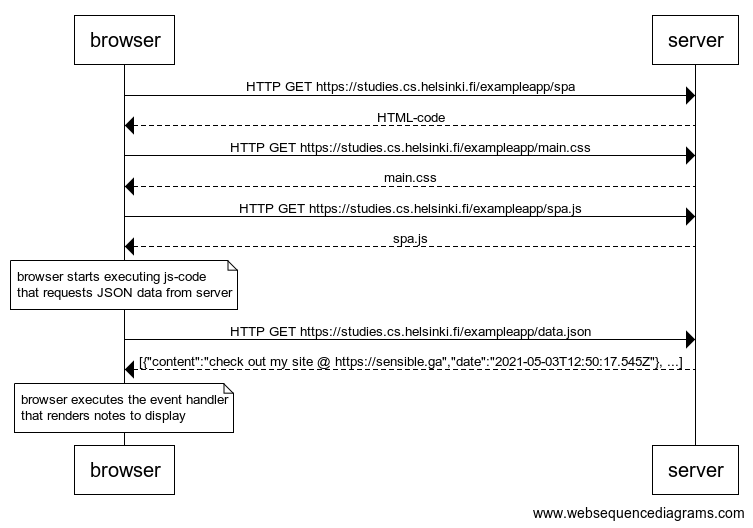 browser
server
HTTP GET https://studies.cs.helsinki.fi/exampleapp/spa
HTML-code
HTTP GET https://studies.cs.helsinki.fi/exampleapp/main.css
main.css
HTTP GET https://studies.cs.helsinki.fi/exampleapp/spa.js
spa.js
browser starts executing js-code
that requests JSON data from server
HTTP GET https://studies.cs.helsinki.fi/exampleapp/data.json
[{"content":"check out my site @ https://sensible.ga","date":"2021-05-03T12:50:17.545Z"}, ...]
browser executes the event handler
that renders notes to display
browser
server
www.websequencediagrams.com